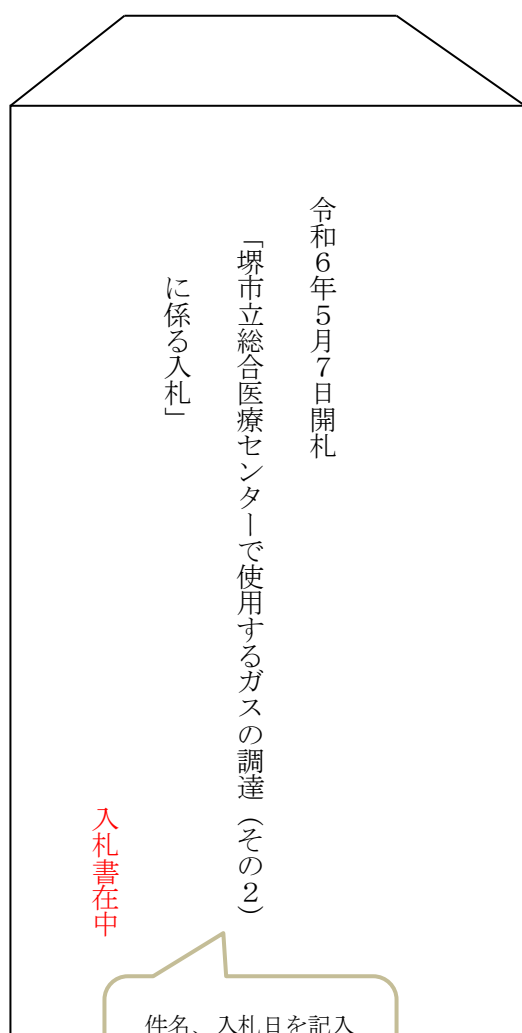 令和６年５月７日開札
「堺市立総合医療センターで使用するガスの調達（その２）
に係る入札」
入札書在中
件名、入札日を記入